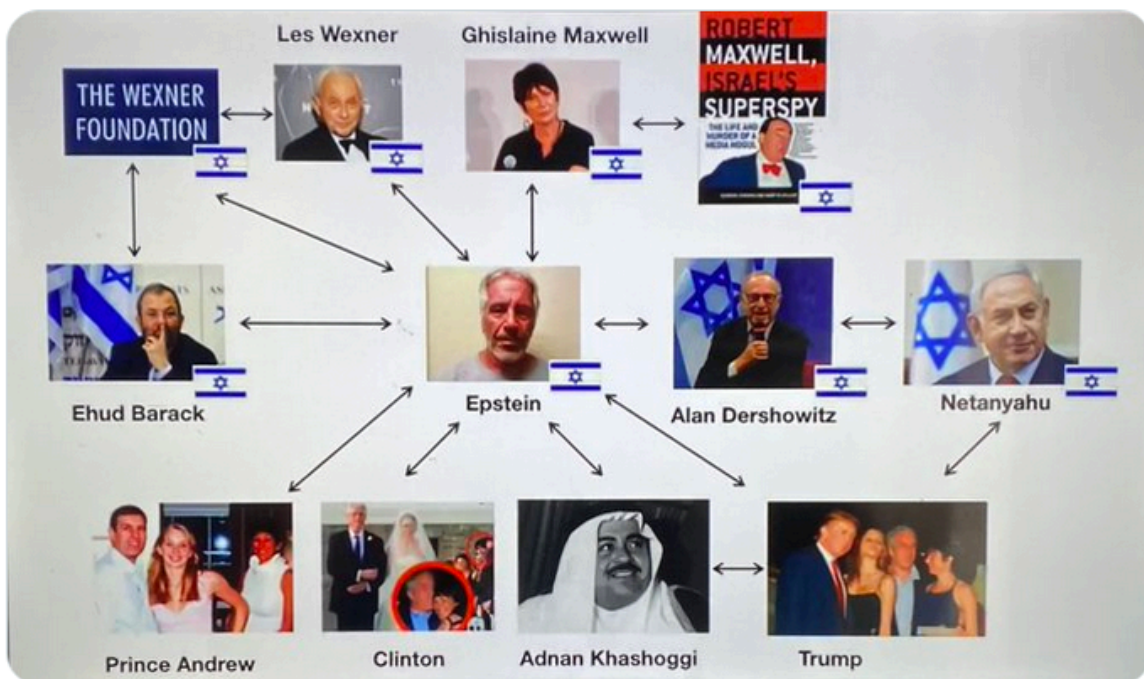 Les Wexner
Ghislaine Maxwell
THE WEXNER
FOUNDATION
ROBERT
MAXWELL,
ISRAEL'S
SUPERSPY
THE LIFE AND
MURDER OF A
MEDIA MOGUL
Ehud Barack
Epstein
Alan Dershowitz
Netanyahu
Prince Andrew
Clinton
Adnan Khashoggi
Trump